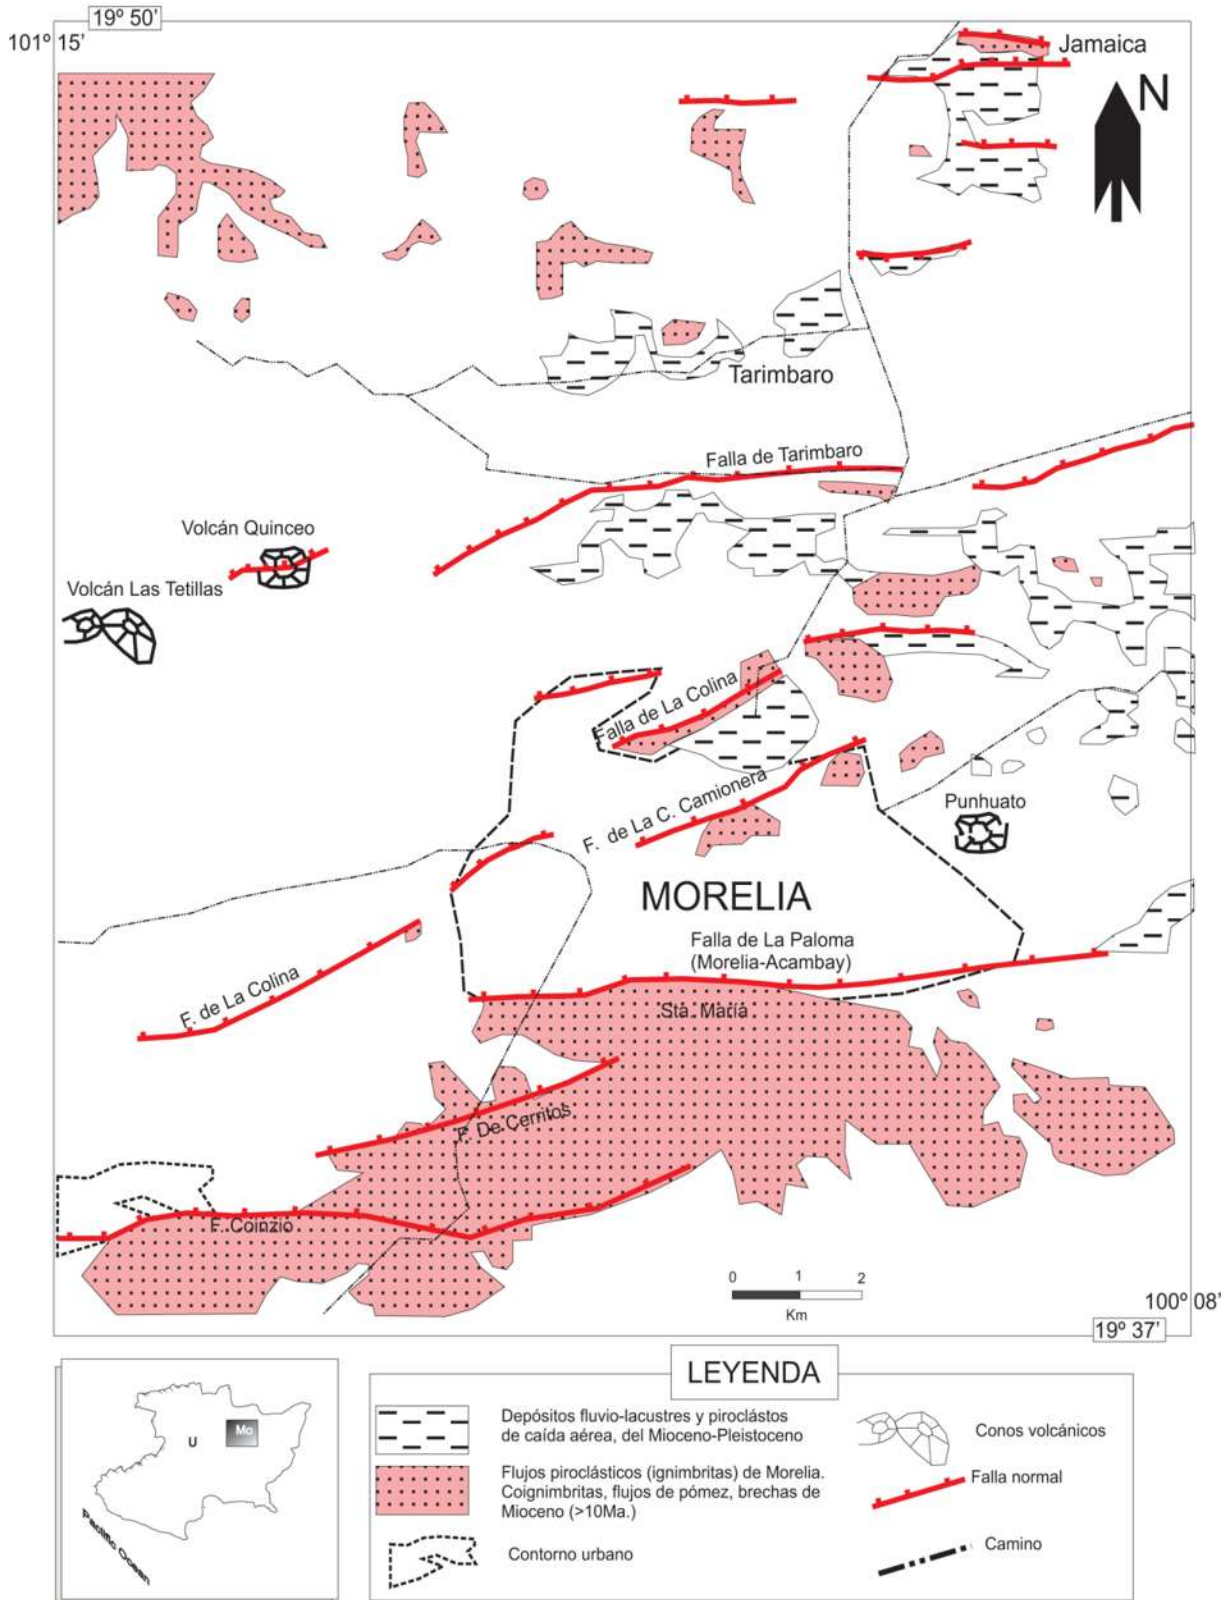 19º 50’
101º 15’
Jamaica
N
Tarimbaro
Falla de Tarimbaro
Volcán Quinceo
Volcán Las Tetillas
Falla de La Colina
F. de La C. Camionera
Punhuato
MORELIA
Falla de La Paloma
(Morelia-Acambay)
F. de La Colina
Sta. María
F. De Cerritos
F. Coinzio
0 1 2
Km
100º 08’
19º 37’
LEYENDA
Mo
U
Pacific Ocean
Depósitos fluvio-lacustres y piroclástos
de caída aérea, del Mioceno-Pleistoceno
Flujos piroclásticos (ignimbritas) de Morelia.
Coignimbritas, flujos de pómez, brechas de
Mioceno (>10Ma.)
Contorno urbano
Conos volcánicos
Falla normal
Camino